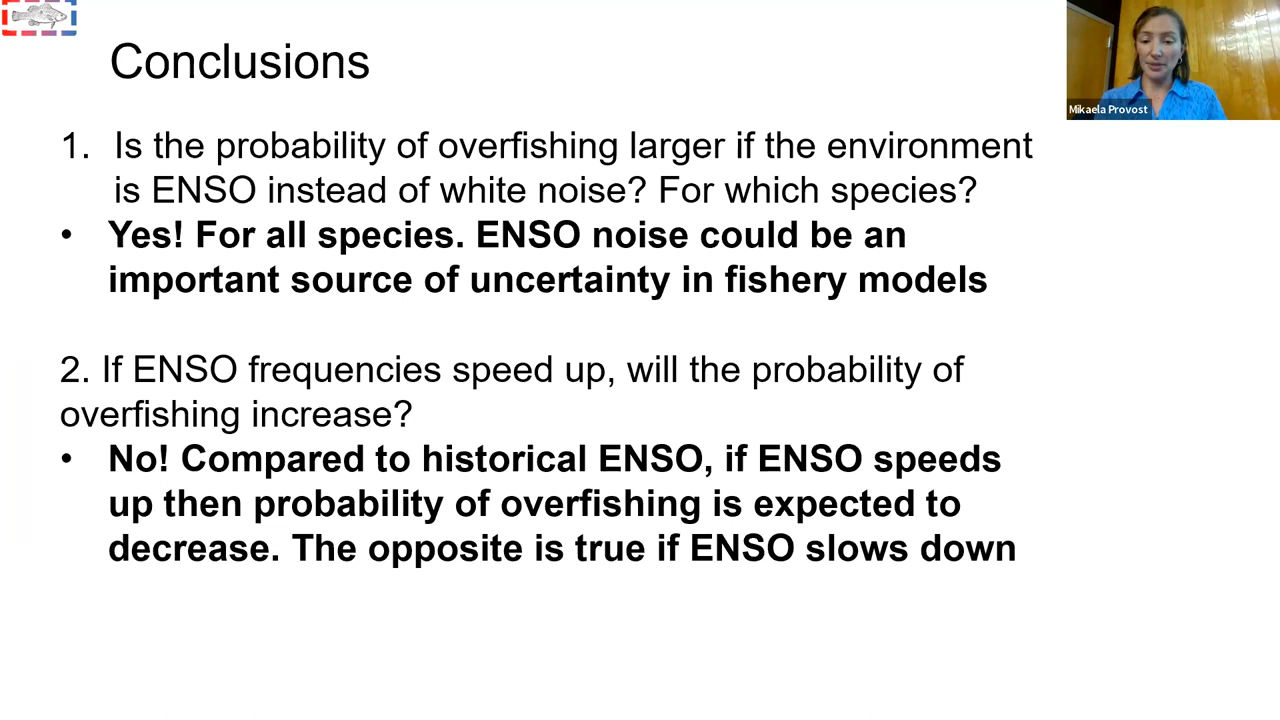 Conclusions
Mikaela Provost
1. Is the probability of overfishing larger if the environment
is ENSO instead of white noise? For which species?
• Yes! For all species. ENSO noise could be an
important source of uncertainty in fishery models
2. If ENSO frequencies speed up, will the probability of
overfishing increase?
• No! Compared to historical ENSO, if ENSO speeds
up then probability of overfishing is expected to
decrease. The opposite is true if ENSO slows down